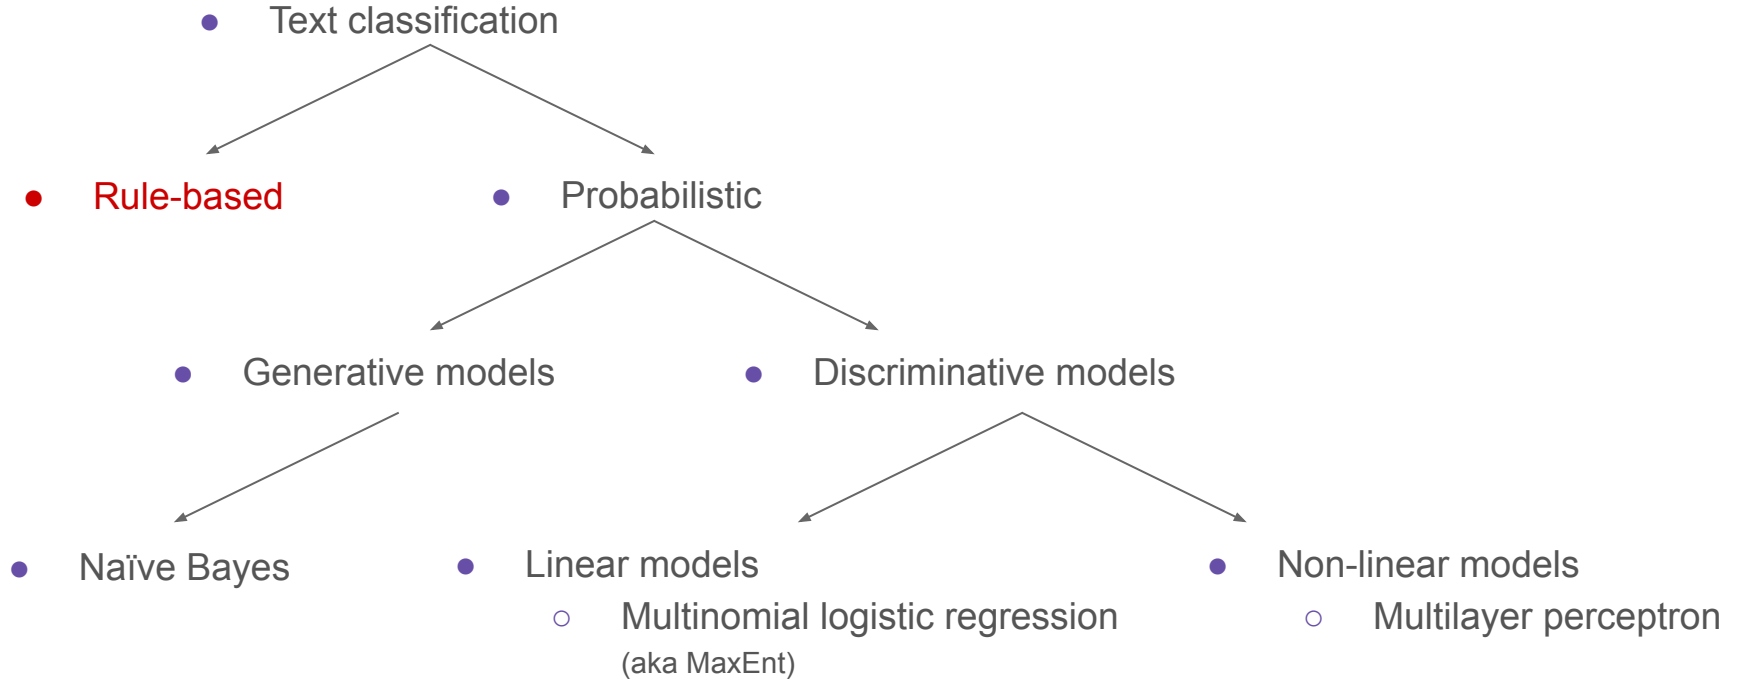 Text classification
Rule-based
Probabilistic
Generative models
Discriminative models
Naïve Bayes
Linear models
Non-linear models
Multinomial logistic regression
Multilayer perceptron
(aka MaxEnt)